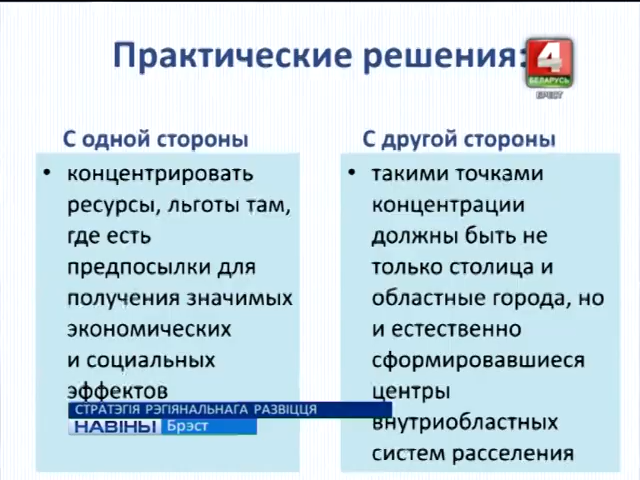 Практические решения:
4
БЕЛАРУСЬ
БРЕСТ
С одной стороны
• концентрировать
ресурсы, льготы там,
где есть
предпосылки для
получения значимых
экономических
и социальных
эффектов
С другой стороны
• такими точками
концентрации
должны быть не
только столица и
областные города, но
и естественно
сформировавшиеся
центры
внутриобластных
систем расселения
СТРАТЭГІЯ РЭГІЯНАЛЬНАГА РАЗВІЦЦЯ
НАВІНЫ Брэст